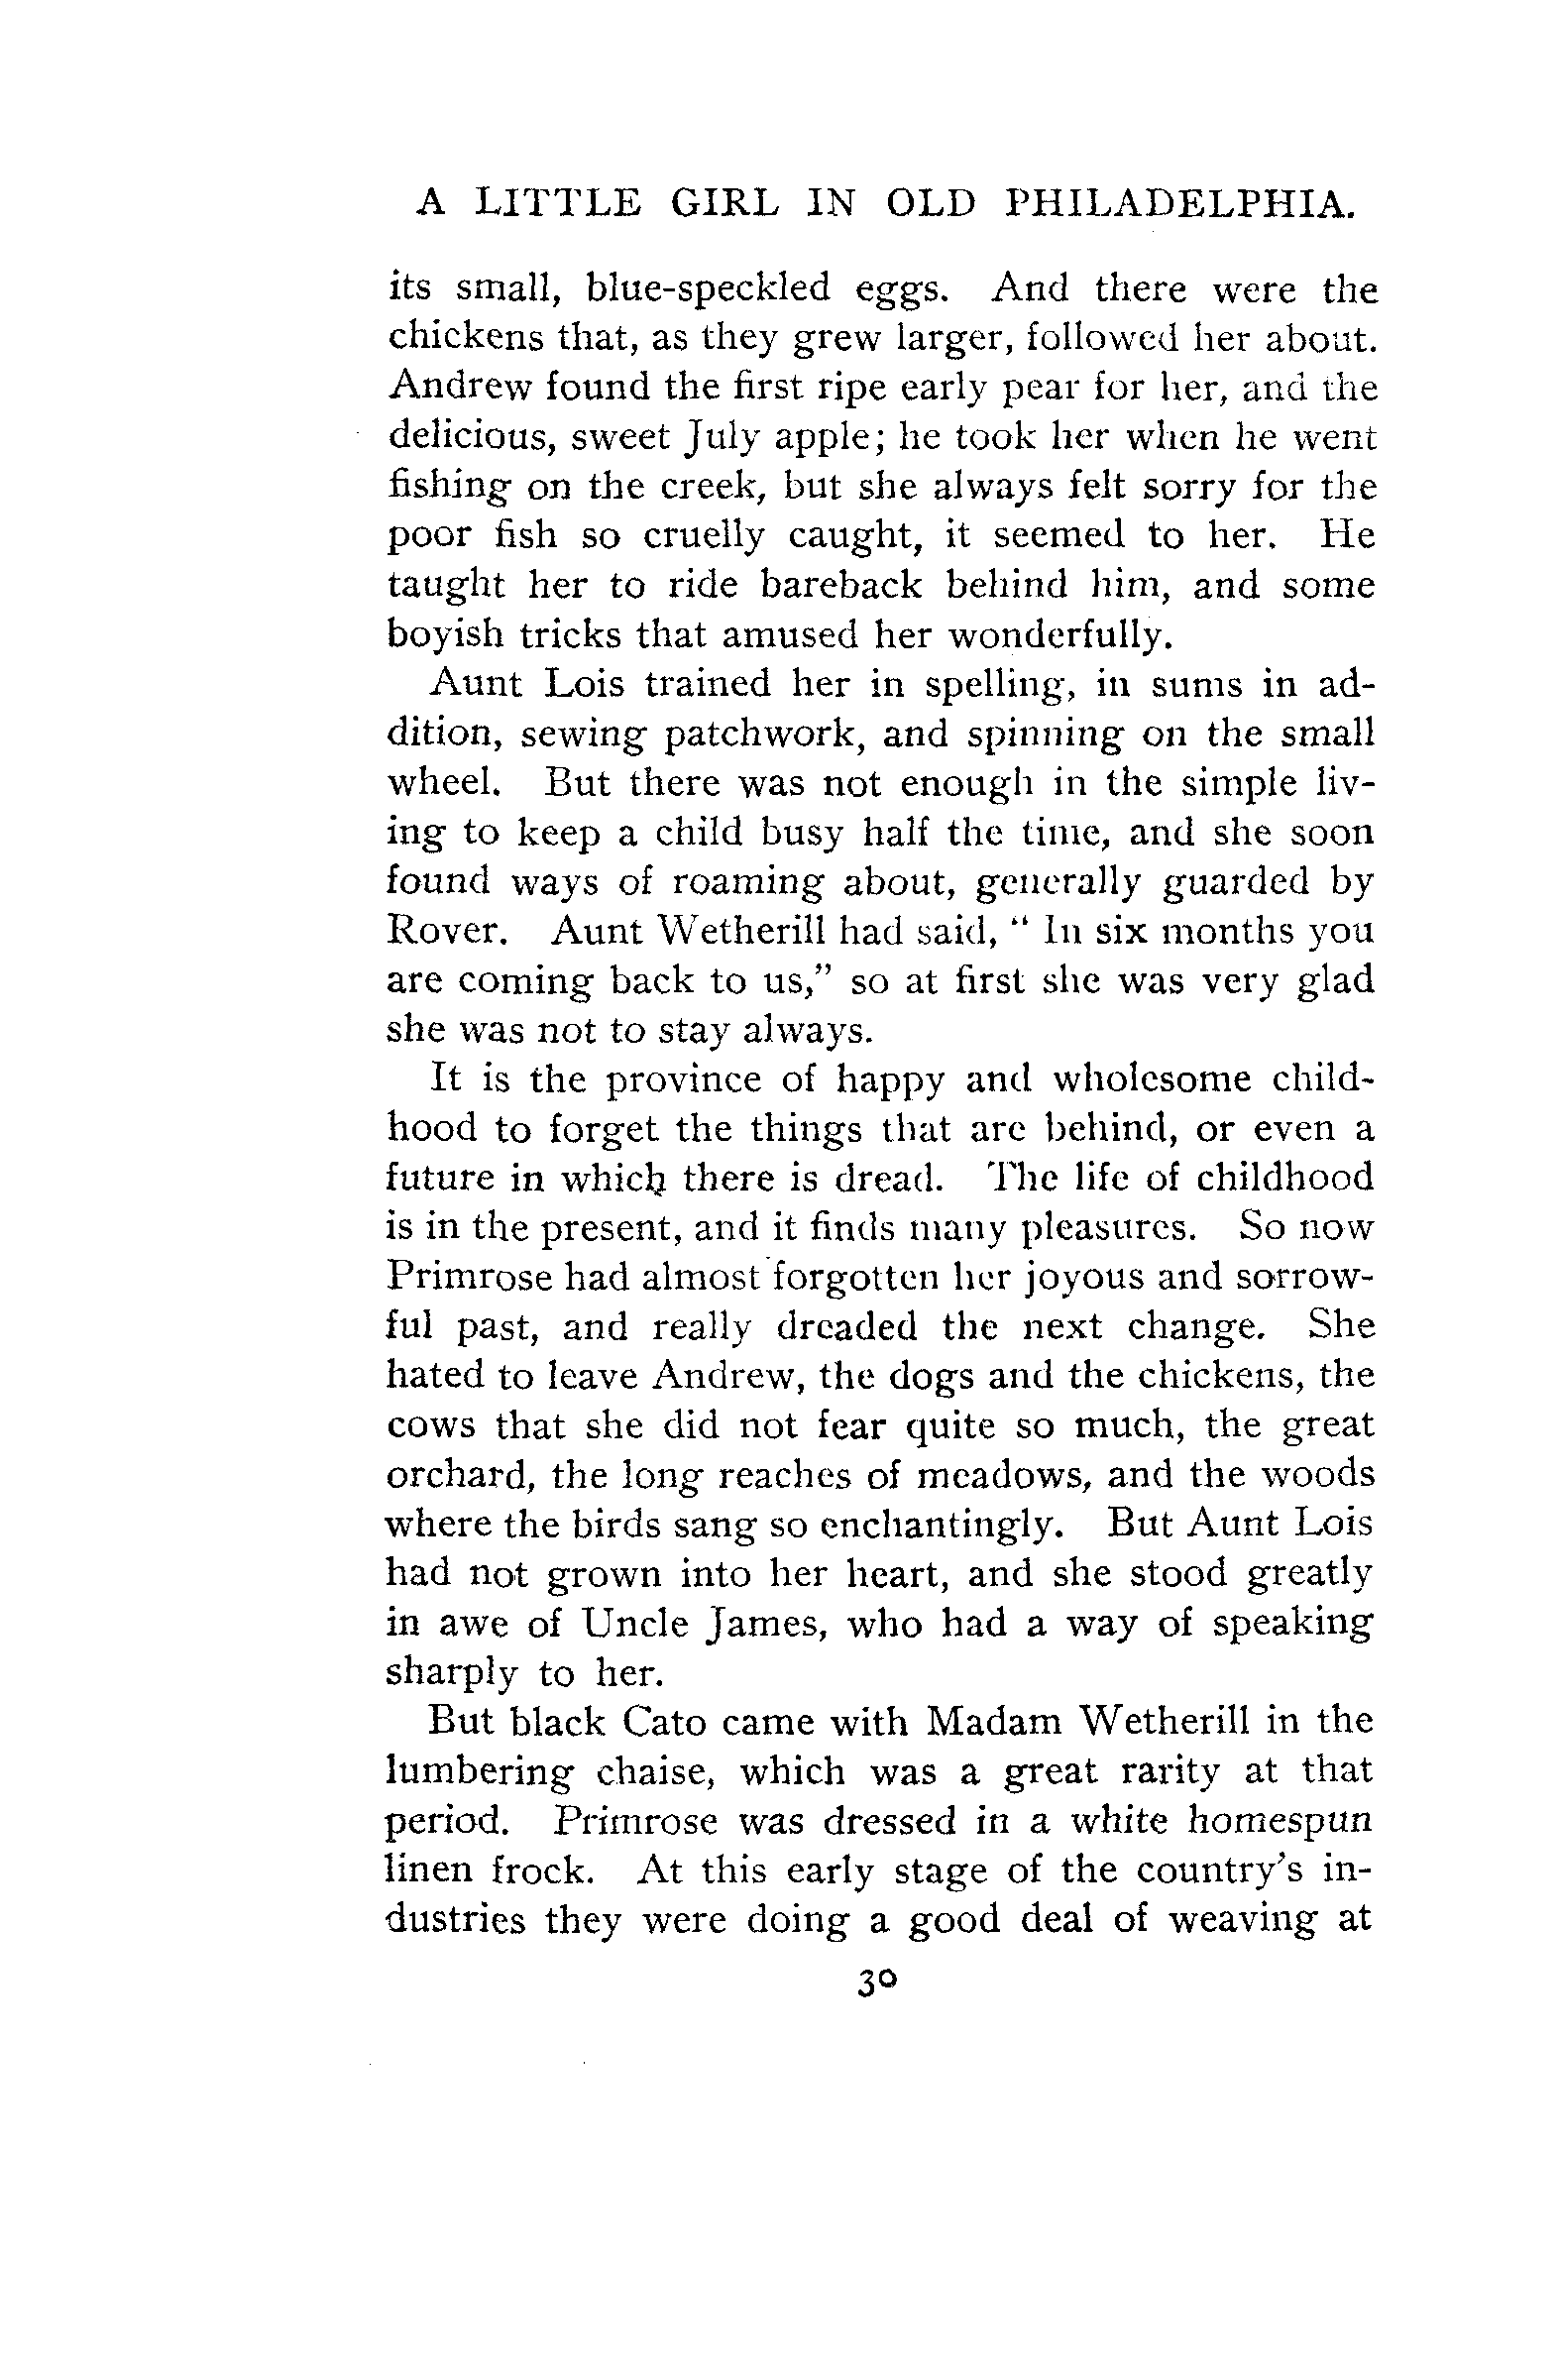 A LITTLE GIRL IN OLD PHILADELPHIA.
its small, blue-speckled eggs. And there were the
chickens that, as they grew larger, followed her about.
Andrew found the first ripe early pear for her, and the
delicious, sweet July apple; he took her when he went
fishing on the creek, but she always felt sorry for the
poor fish so cruelly caught, it seemed to her. He
taught her to ride bareback behind him, and some
boyish tricks that amused her wonderfully.
Aunt Lois trained her in spelling, in sums in ad-
dition, sewing patchwork, and spinning on the small
wheel. But there was not enough in the simple liv-
ing to keep a child busy half the time, and she soon
found ways of roaming about, generally guarded by
Rover. Aunt Wetherill had said, " In six months you
are coming back to us," so at first she was very glad
she was not to stay always.
It is the province of happy and wholesome child-
hood to forget the things that are behind, or even a
future in which there is dread. The life of childhood
is in the present, and it finds many pleasures. So now
Primrose had almost forgotten her joyous and sorrow-
ful past, and really dreaded the next change. She
hated to leave Andrew, the dogs and the chickens, the
cows that she did not fear quite so much, the great
orchard, the long reaches of meadows, and the woods
where the birds sang so enchantingly. But Aunt Lois
had not grown into her heart, and she stood greatly
in awe of Uncle James, who had a way of speaking
sharply to her.
But black Cato came with Madam Wetherill in the
lumbering chaise, which was a great rarity at that
period. Primrose was dressed in a white homespun
linen frock. At this early stage of the country's in-
dustries they were doing a good deal of weaving at
30